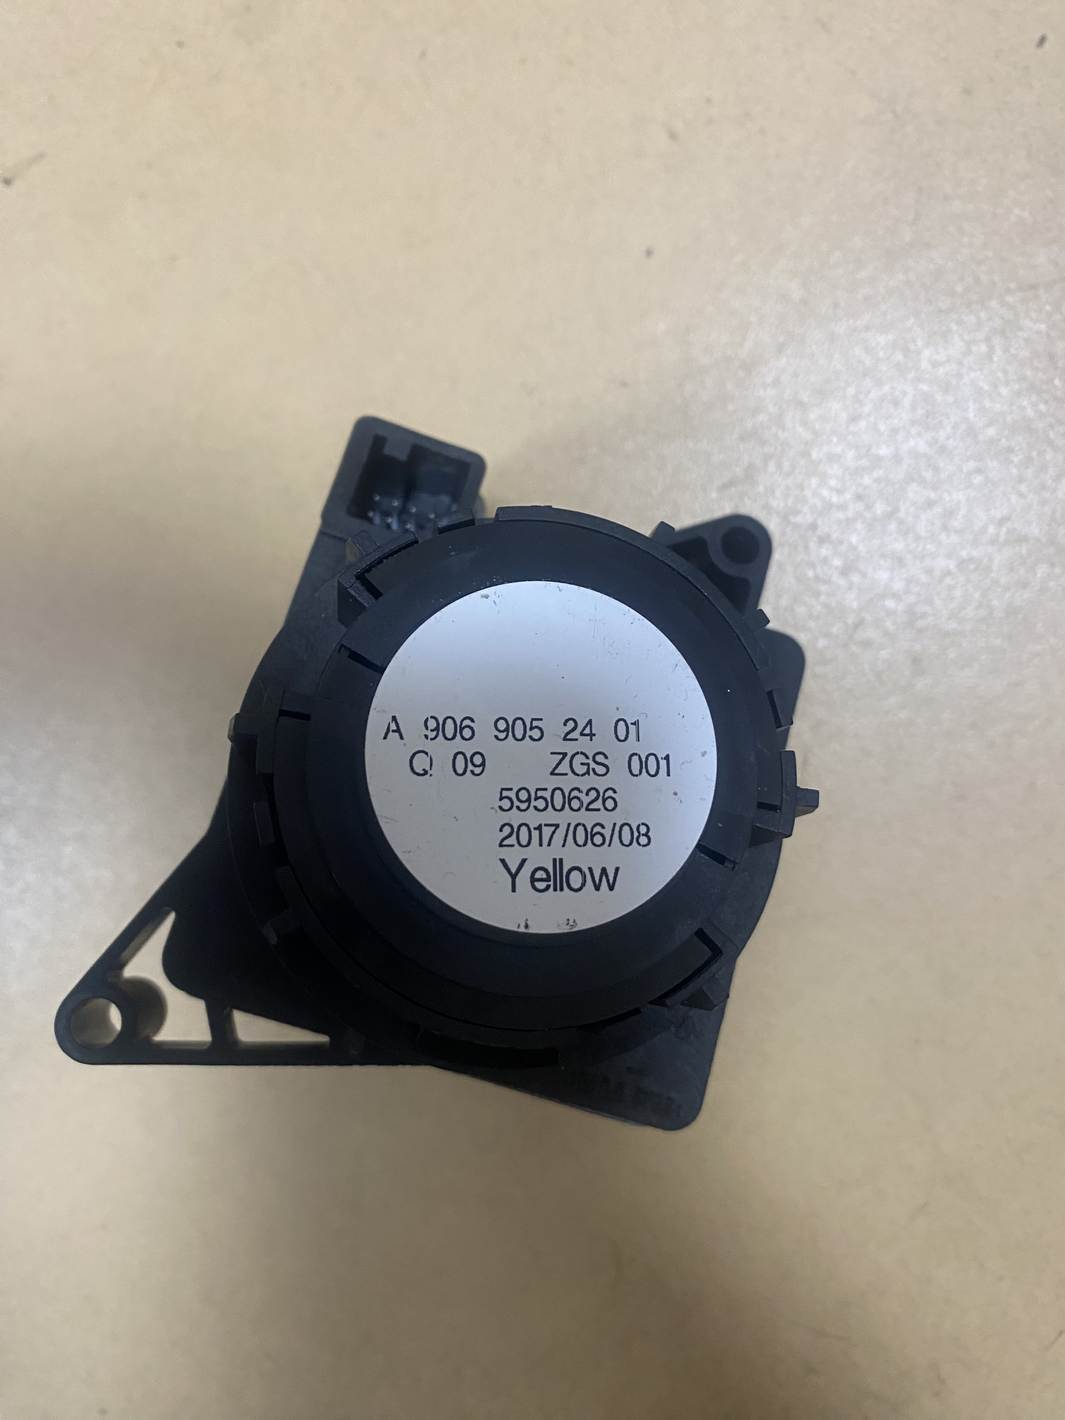 A 906 905 24 01
Q 09 ZGS 001
5950626
2017/06/08
Yellow